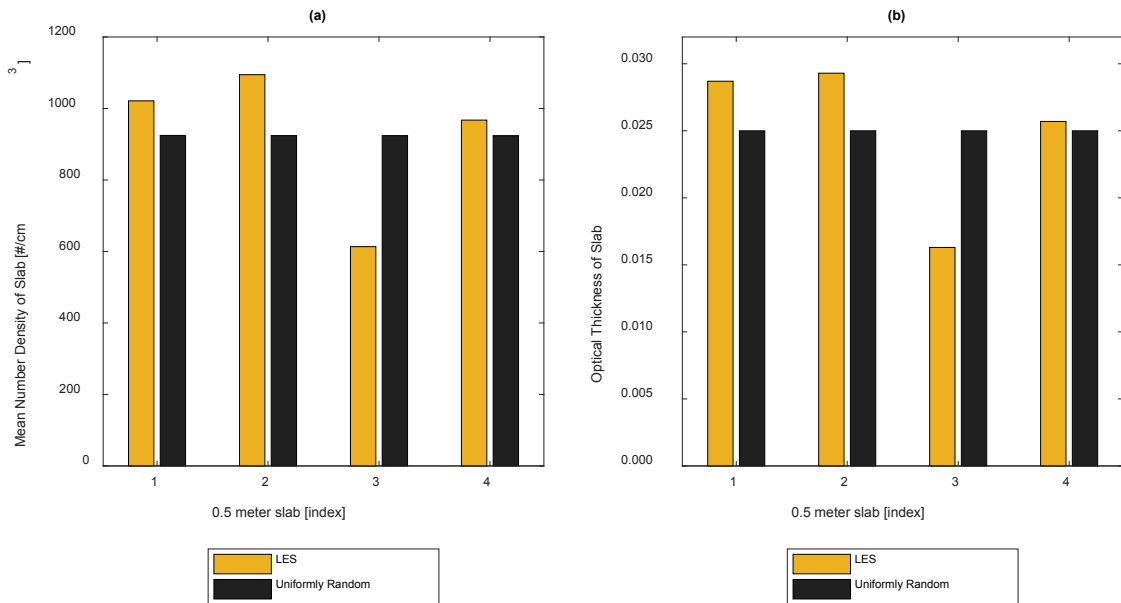 (a)
1200
1000
800
600
400
200
0
Mean Number Density of Slab [#/cm
3
]
1 2 3 4
0.5 meter slab [index]
LES
Uniformly Random
(b)
0.030
0.025
0.020
0.015
0.010
0.005
0.000
Optical Thickness of Slab
1 2 3 4
0.5 meter slab [index]
LES
Uniformly Random